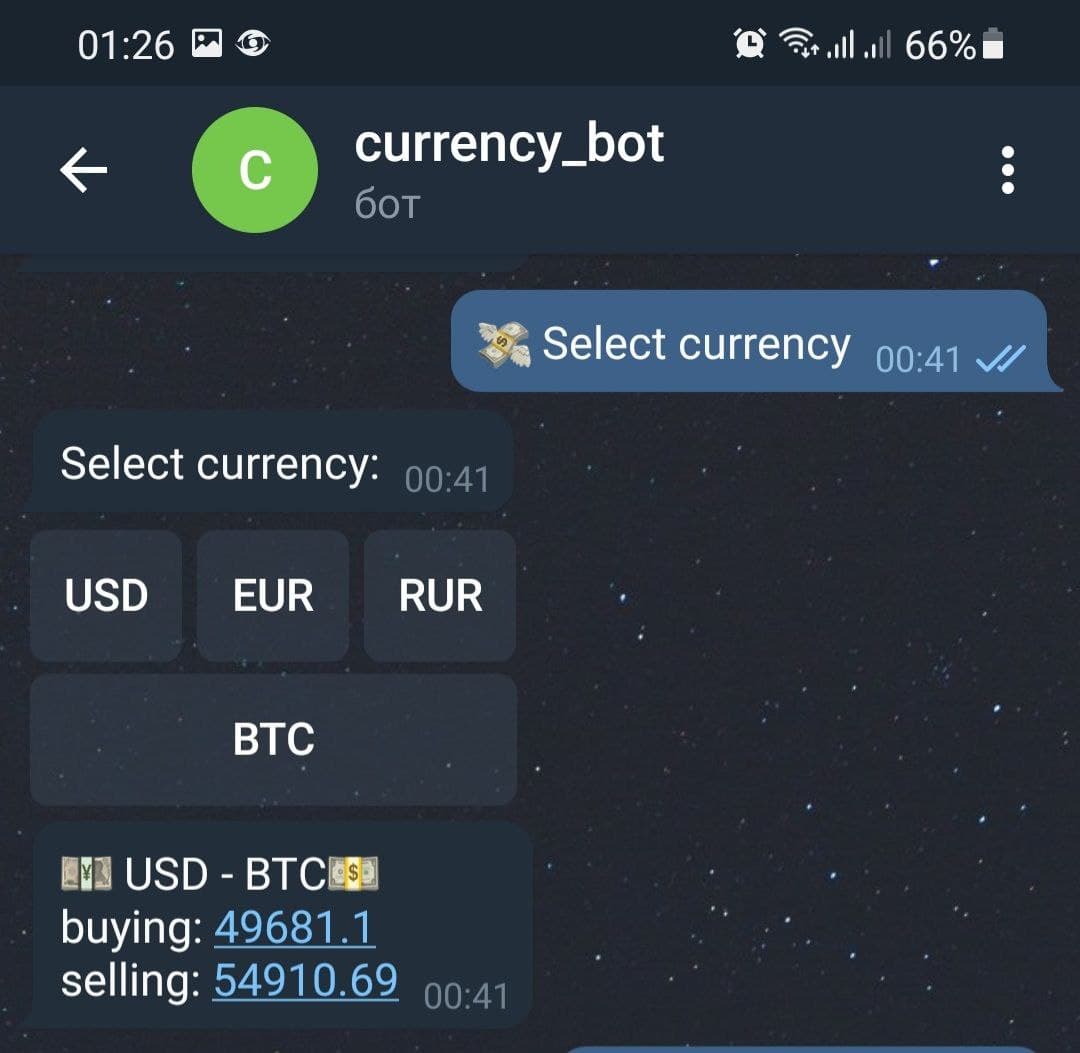 01:26 66%
C
currency_bot
бот
💸 Select currency 00:41
Select currency: 00:41
USD EUR RUR
BTC
💴 USD - BTC💵
buying: 49681.1
selling: 54910.69 00:41